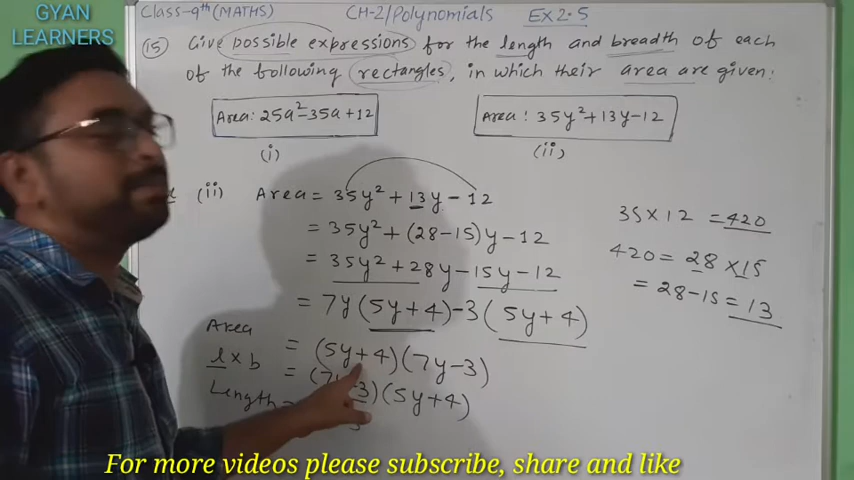 GYAN LEARNERS
Class-9th (MATHS) CH-2/Polynomials EX 2.5
(15) Give possible expressions for the length and breadth of each
of the following rectangles, in which their area are given:
Area: 25a²-35a+12
Area: 35y²+13y-12
(i) (ii)
(ii) Area = 35y² + 13y - 12
= 35y² + (28-15)y - 12
= 35y² + 28y - 15y - 12
= 7y(5y+4) - 3(5y+4)
Area = (5y+4)(7y-3)
l x b = (7y-3)(5y+4)
Length =
35 x 12 = 420
420 = 28 x 15
= 28 - 15 = 13
For more videos please subscribe, share and like